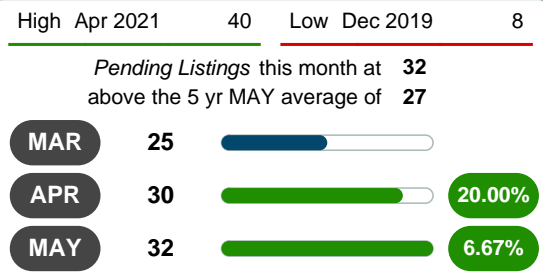 High Apr 2021 40 Low Dec 2019 8
Pending Listings this month at 32
above the 5 yr MAY average of 27
MAR 25
APR 30 20.00%
MAY 32 6.67%